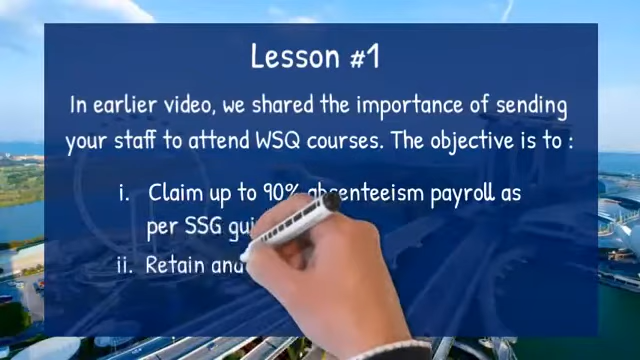 Lesson #1
In earlier video, we shared the importance of sending
your staff to attend WSQ courses. The objective is to :
i. Claim up to 90% absenteeism payroll as
per SSG
ii. Retain and